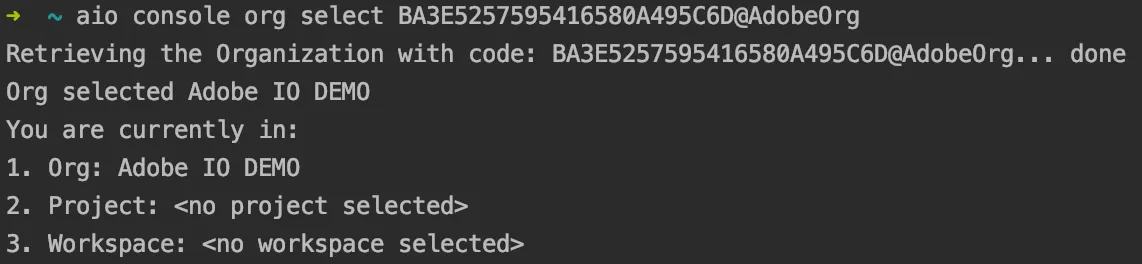 → ~ aio console org select BA3E5257595416580A495C6D@AdobeOrg
Retrieving the Organization with code: BA3E5257595416580A495C6D@AdobeOrg... done
Org selected Adobe IO DEMO
You are currently in:
1. Org: Adobe IO DEMO
2. Project: <no project selected>
3. Workspace: <no workspace selected>